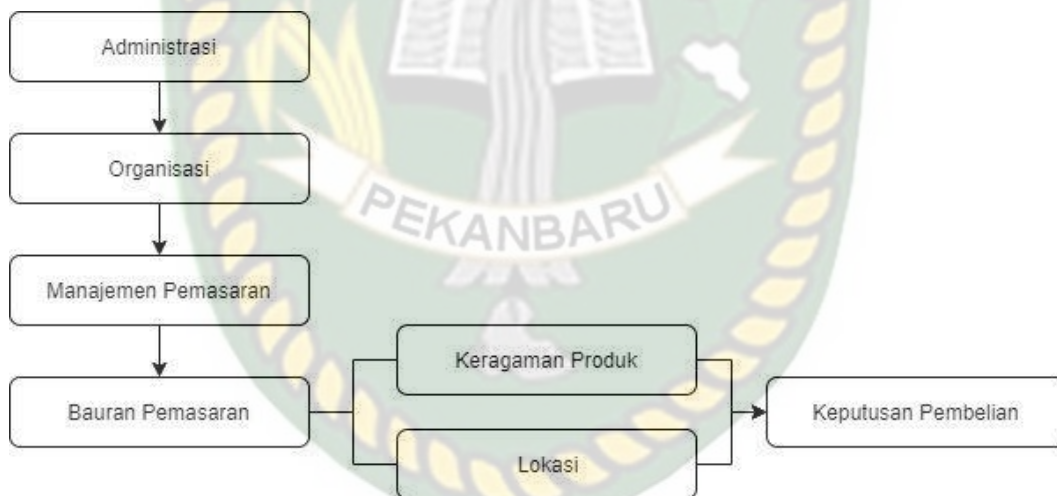 Administrasi
Organisasi
PEKANBARU
Manajemen Pemasaran
Keragaman Produk
Bauran Pemasaran
Keputusan Pembelian
Lokasi